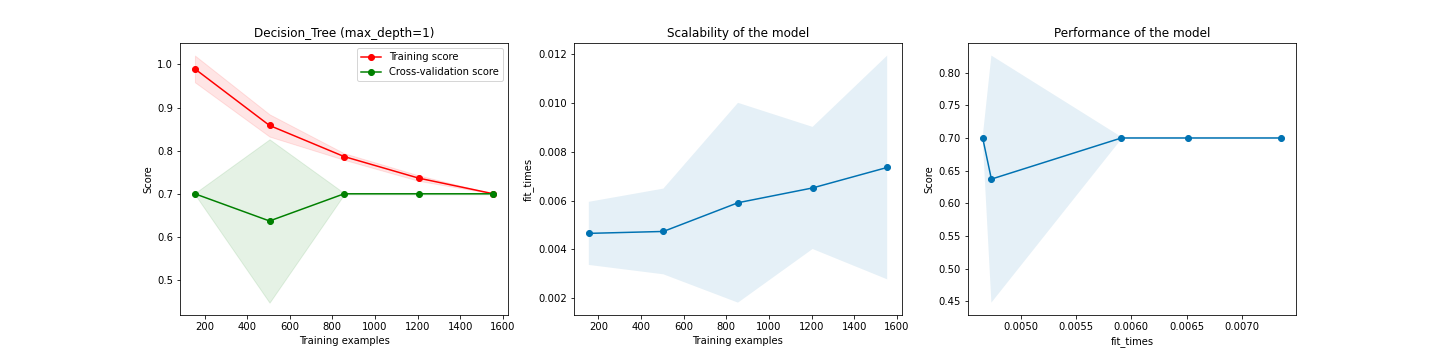 Decision_Tree (max_depth=1)
Score
1.0
0.9
0.8
0.7
0.6
0.5
Training score
Cross-validation score
200 400 600 800 1000 1200 1400 1600
Training examples
Scalability of the model
fit_times
0.012
0.010
0.008
0.006
0.004
0.002
200 400 600 800 1000 1200 1400 1600
Training examples
Performance of the model
Score
0.80
0.75
0.70
0.65
0.60
0.55
0.50
0.45
0.0050 0.0055 0.0060 0.0065 0.0070
fit_times